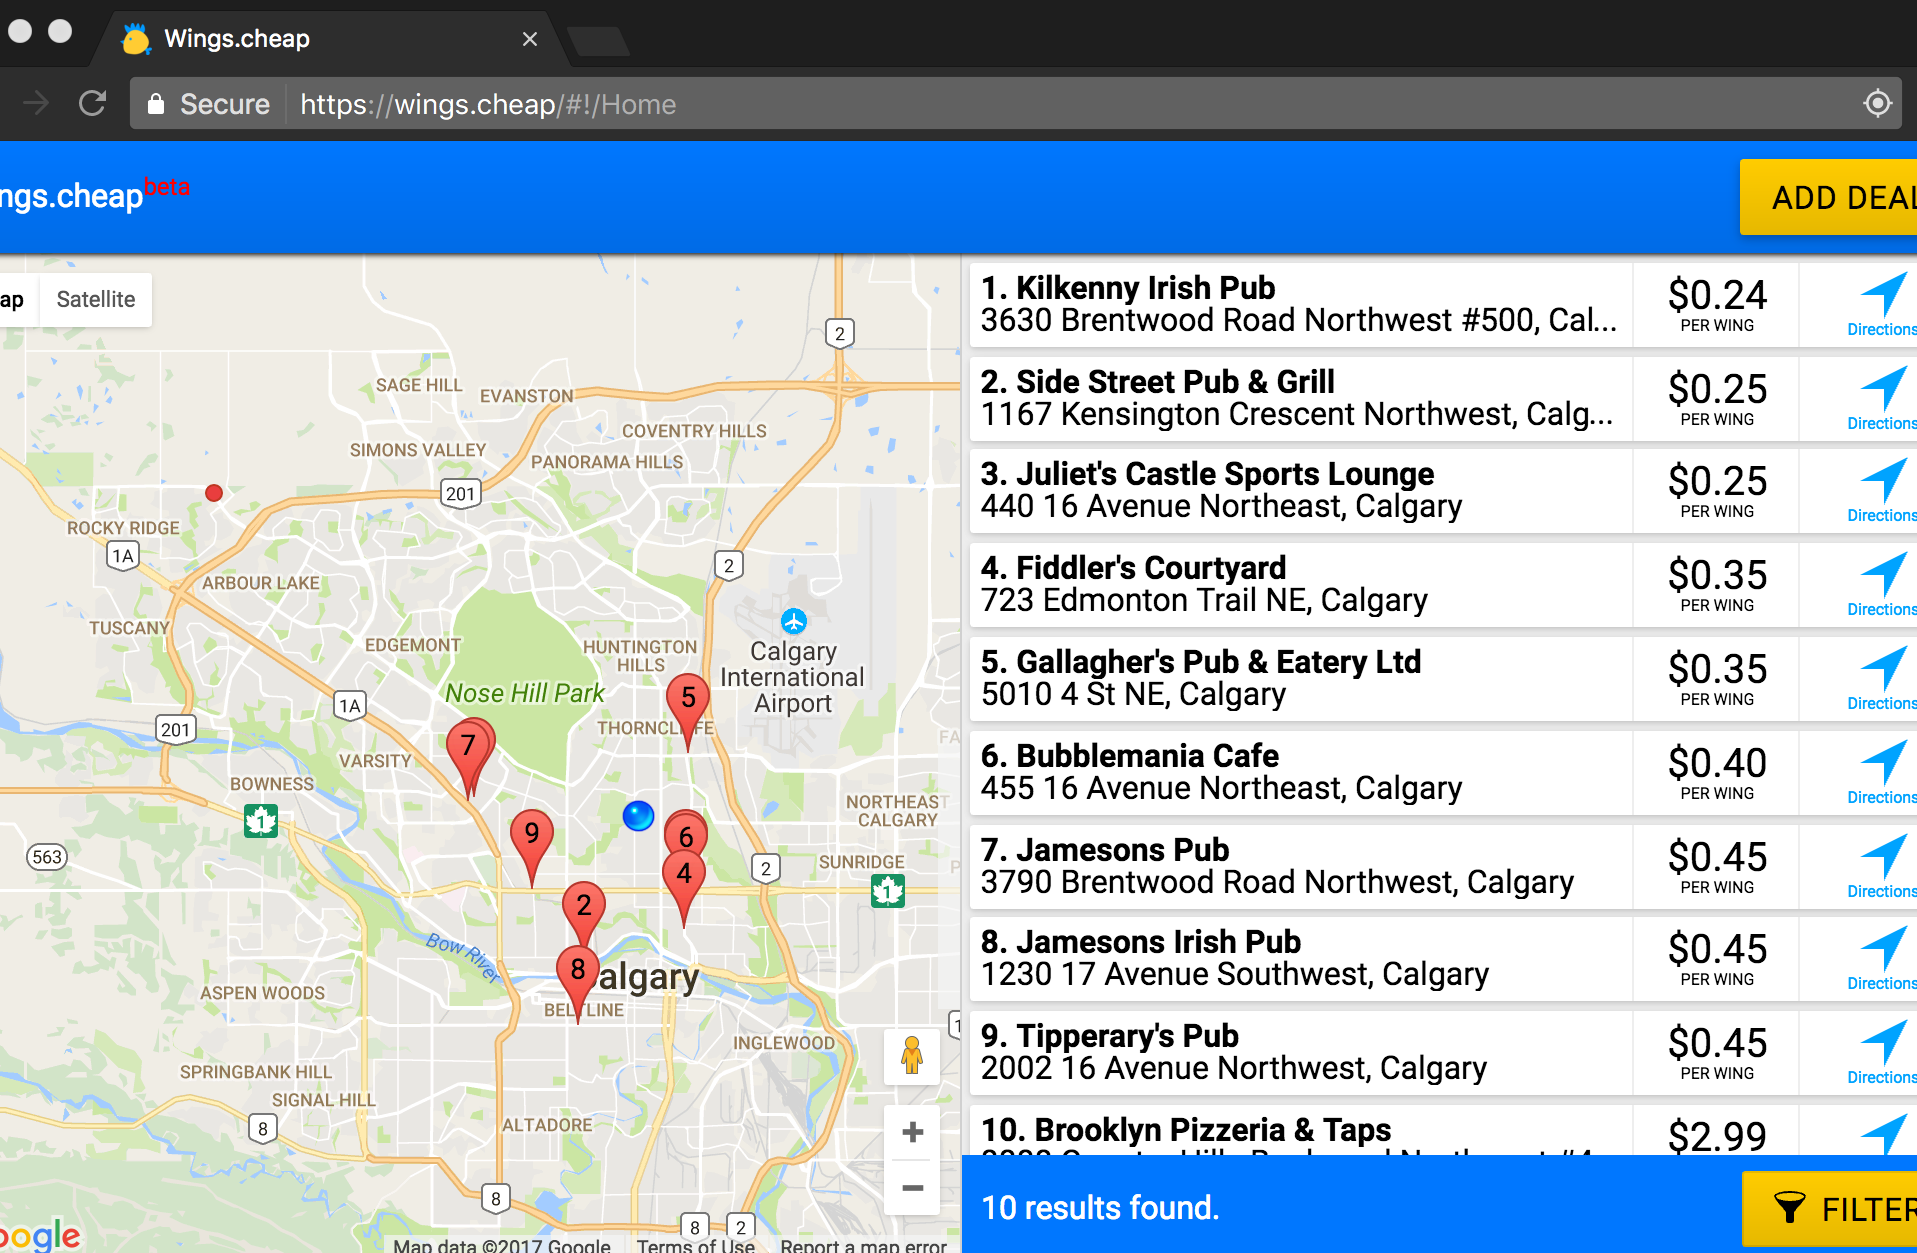 Wings.cheap
Secure https://wings.cheap/#!/Home
ngs.cheap beta
ADD DEAL
ap Satellite
2
SAGE HILL
EVANSTON
COVENTRY HILLS
SIMONS VALLEY
PANORAMA HILLS
201
ROCKY RIDGE
1A
2
ARBOUR LAKE
TUSCANY
EDGEMONT
HUNTINGTON
HILLS
Calgary
International
Airport
Nose Hill Park
1A
5
201
THORNCLIFFE
FA
7
VARSITY
BOWNESS
1
NORTHEAST
CALGARY
9
6
563
4
2
SUNRIDGE
1
2
Bow River
8
algary
ASPEN WOODS
BELTLINE
1
INGLEWOOD
SPRINGBANK HILL
SIGNAL HILL
8
ALTADORE
8
8
2
oogle
Map data ©2017 Google Terms of Use Report a map error
1. Kilkenny Irish Pub
3630 Brentwood Road Northwest #500, Cal...
$0.24
PER WING
Directions
2. Side Street Pub & Grill
1167 Kensington Crescent Northwest, Calg...
$0.25
PER WING
Directions
3. Juliet's Castle Sports Lounge
440 16 Avenue Northeast, Calgary
$0.25
PER WING
Directions
4. Fiddler's Courtyard
723 Edmonton Trail NE, Calgary
$0.35
PER WING
Directions
5. Gallagher's Pub & Eatery Ltd
5010 4 St NE, Calgary
$0.35
PER WING
Directions
6. Bubblemania Cafe
455 16 Avenue Northeast, Calgary
$0.40
PER WING
Directions
7. Jamesons Pub
3790 Brentwood Road Northwest, Calgary
$0.45
PER WING
Directions
8. Jamesons Irish Pub
1230 17 Avenue Southwest, Calgary
$0.45
PER WING
Directions
9. Tipperary's Pub
2002 16 Avenue Northwest, Calgary
$0.45
PER WING
Directions
10. Brooklyn Pizzeria & Taps
$2.99
10 results found.
FILTER